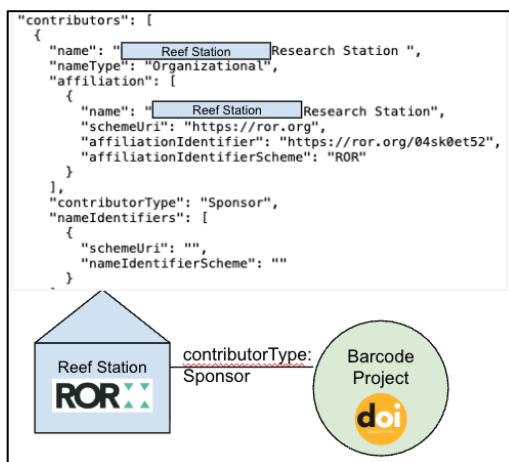 "contributors": [
{
"name": "Reef Station Research Station ",
"nameType": "Organizational",
"affiliation": [
{
"name": "Reef Station Research Station",
"schemeUri": "https://ror.org",
"affiliationIdentifier": "https://ror.org/04sk0et52",
"affiliationIdentifierScheme": "ROR"
}
],
"contributorType": "Sponsor",
"nameIdentifiers": [
{
"schemeUri": "",
"nameIdentifierScheme": ""
}
Reef Station
ROR
contributorType:
Sponsor
Barcode
Project
doi